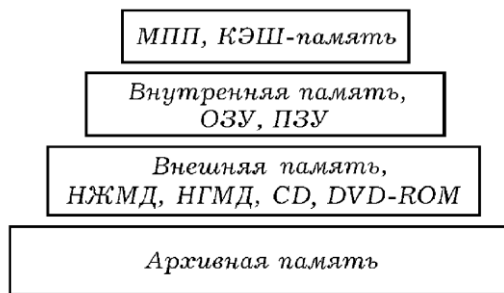 МПП, КЭШ-память
Внутренняя память,
ОЗУ, ПЗУ
Внешняя память,
НЖМД, НГМД, CD, DVD-ROM
Архивная память